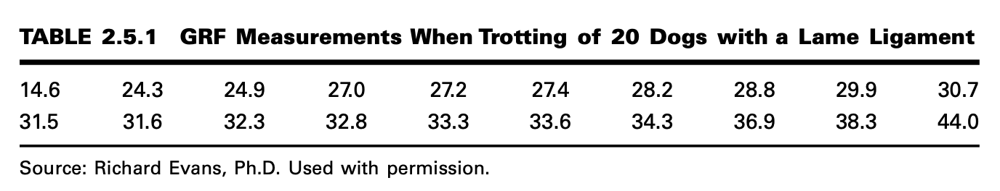 TABLE 2.5.1 GRF Measurements When Trotting of 20 Dogs with a Lame Ligament
14.6 24.3 24.9 27.0 27.2 27.4 28.2 28.8 29.9 30.7
31.5 31.6 32.3 32.8 33.3 33.6 34.3 36.9 38.3 44.0
Source: Richard Evans, Ph.D. Used with permission.